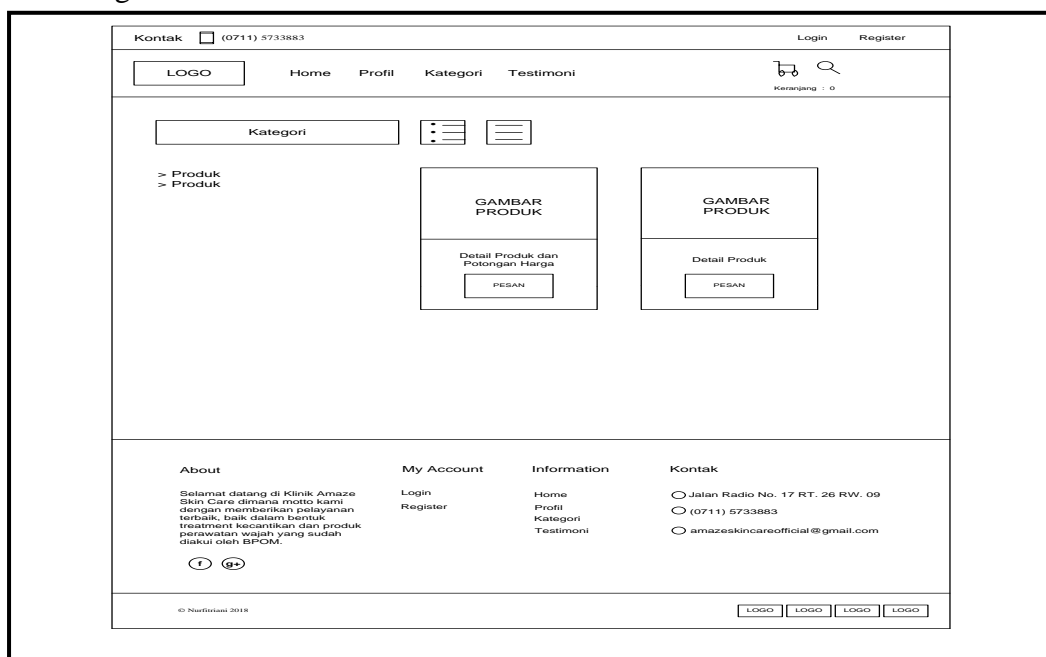 Kontak (0711) 5733883 Login Register
LOGO Home Profil Kategori Testimoni
Keranjang : 0
Kategori
> Produk
> Produk
GAMBAR
PRODUK
Detail Produk dan
Potongan Harga
PESAN
GAMBAR
PRODUK
Detail Produk
PESAN
About
Selamat datang di Klinik Amaze
Skin Care dimana motto kami
dengan memberikan pelayanan
terbaik, baik dalam bentuk
treatment kecantikan dan produk
perawatan wajah yang sudah
diakui oleh BPOM.
f g+
My Account
Login
Register
Information
Home
Profil
Kategori
Testimoni
Kontak
Jalan Radio No. 17 RT. 26 RW. 09
(0711) 5733883
amazeskincareofficial@gmail.com
© Nurfitriani 2018
LOGO LOGO LOGO LOGO